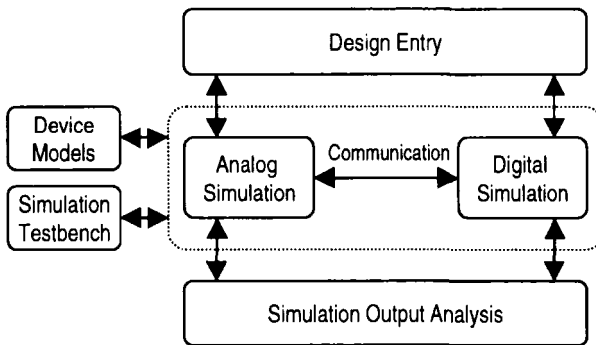 Design Entry
Device
Models
Analog
Simulation
Communication
Digital
Simulation
Simulation
Testbench
Simulation Output Analysis